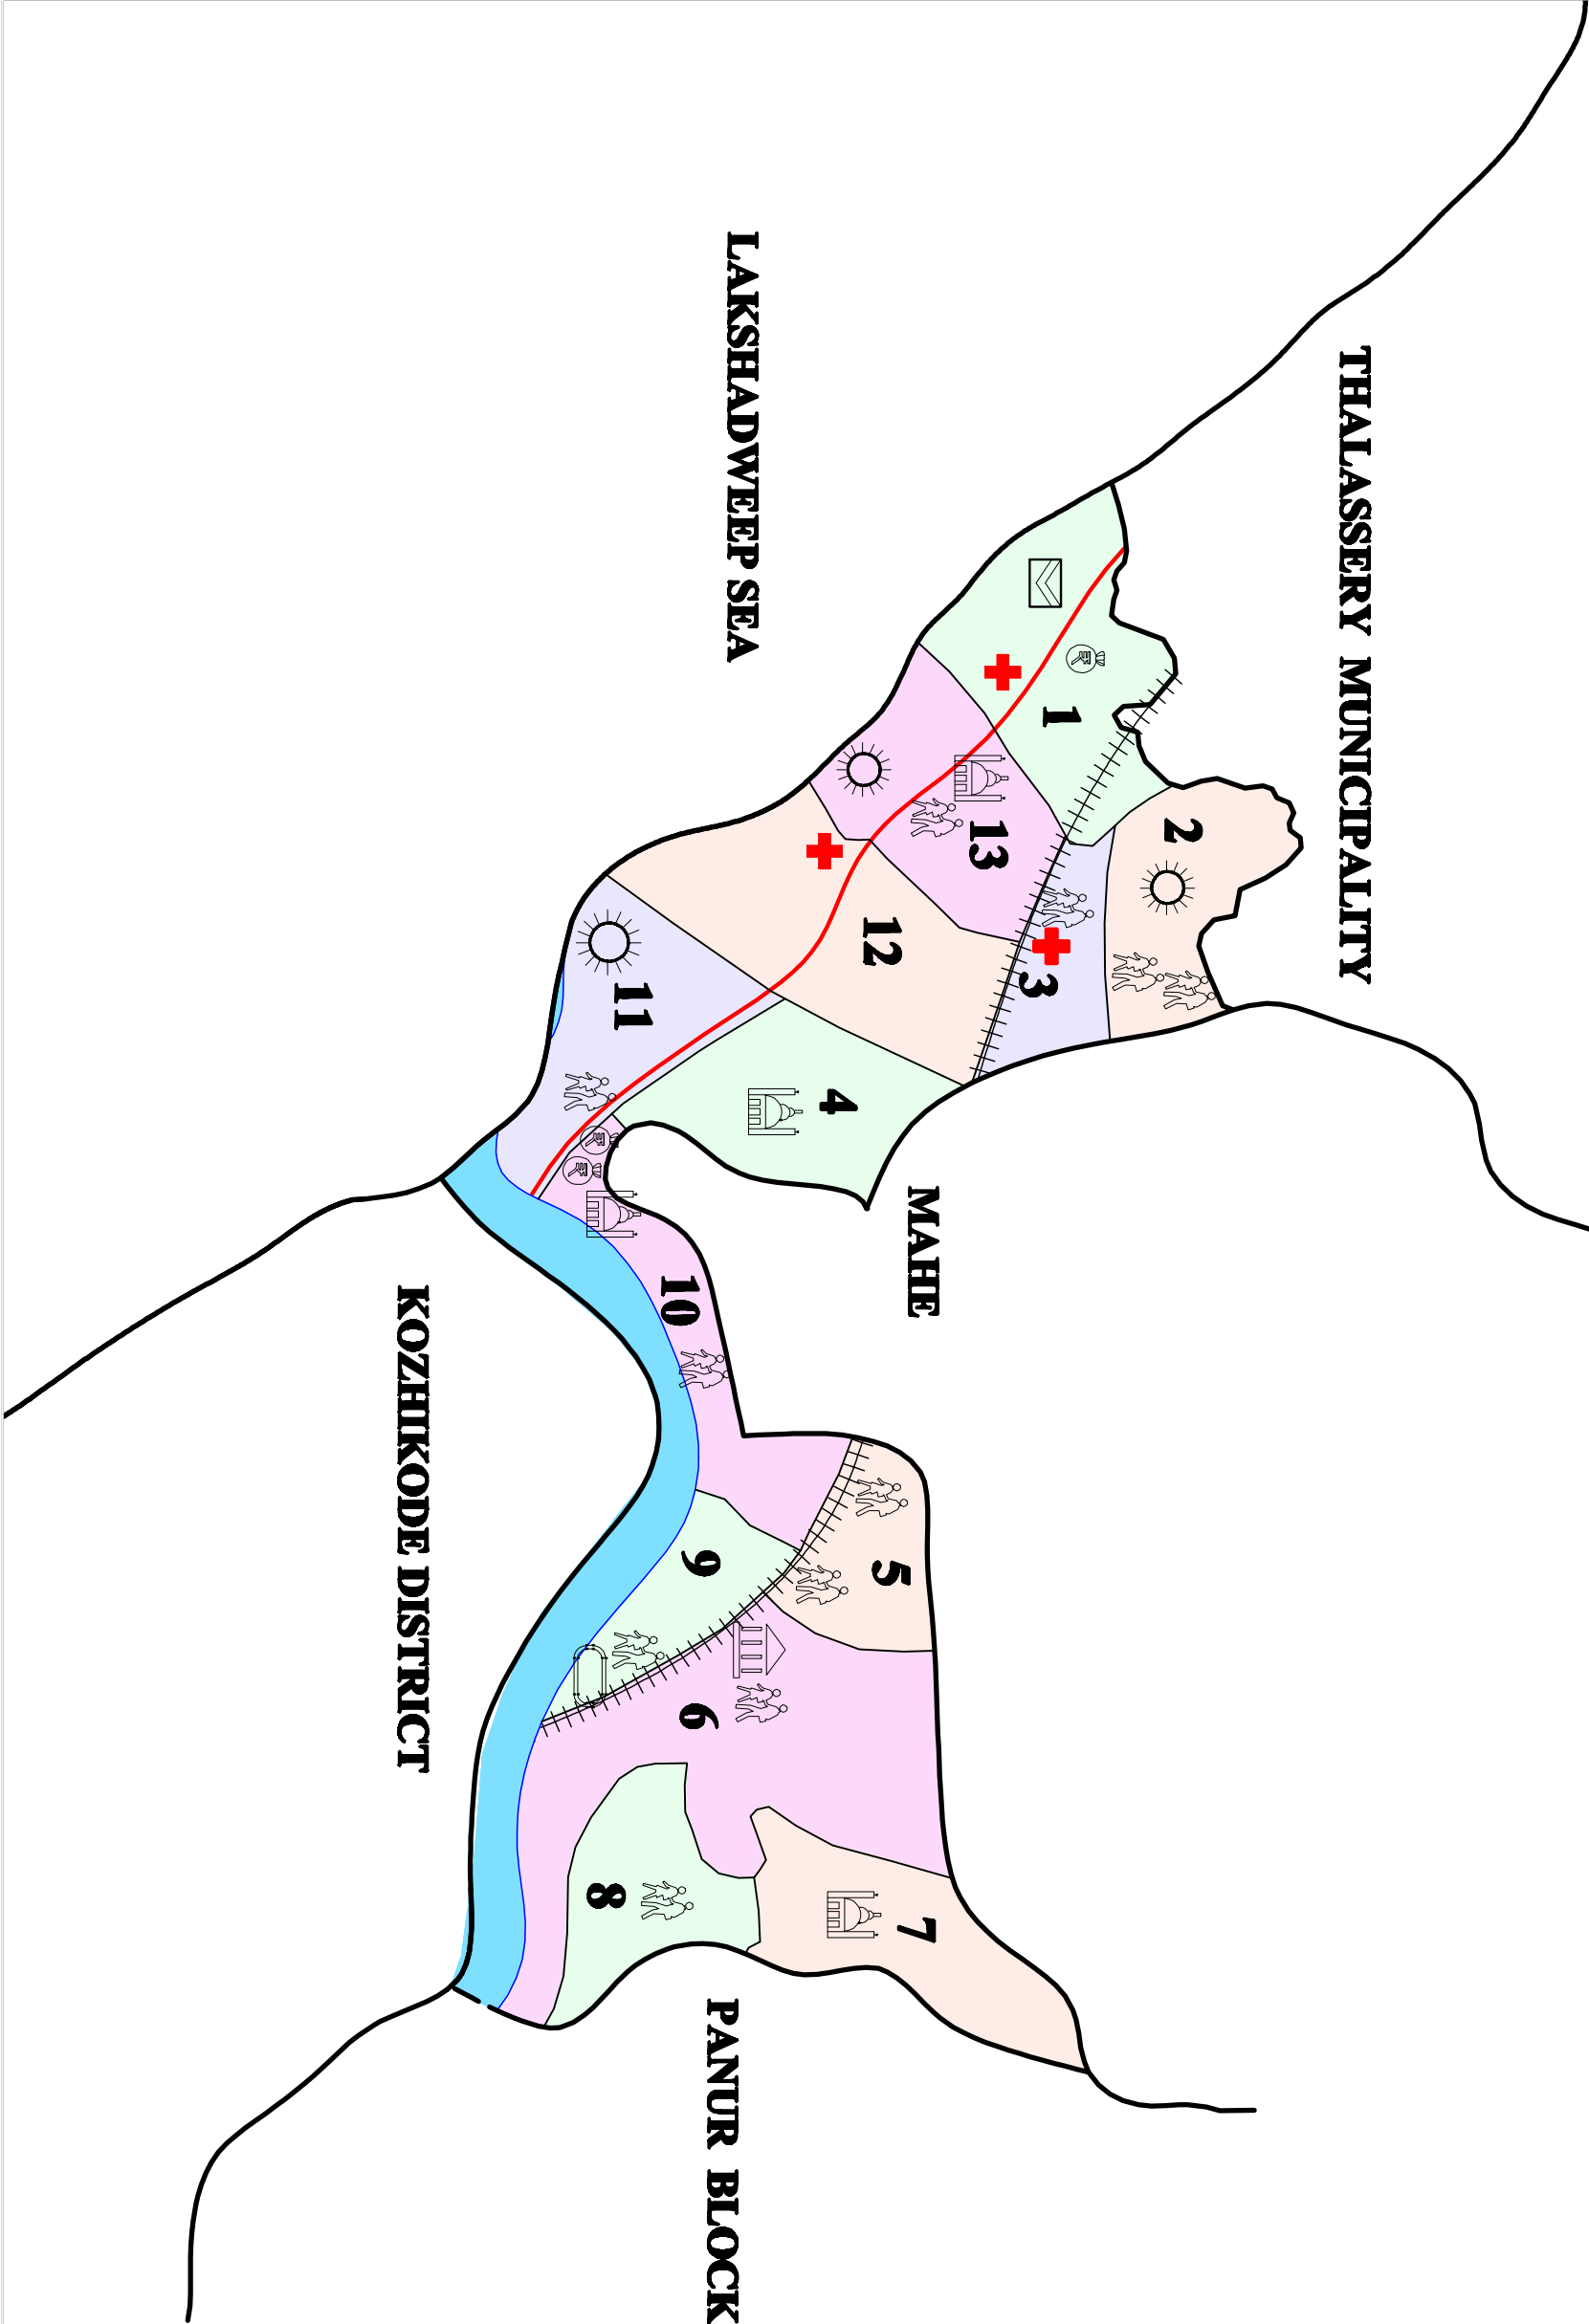 THALASSERY MUNICIPALITY
LAKSHADWEEP SEA
MAHE
KOZHIKODE DISTRICT
PANUR BLOCK
1
2
13
3
12
11
4
10
5
9
6
8
7